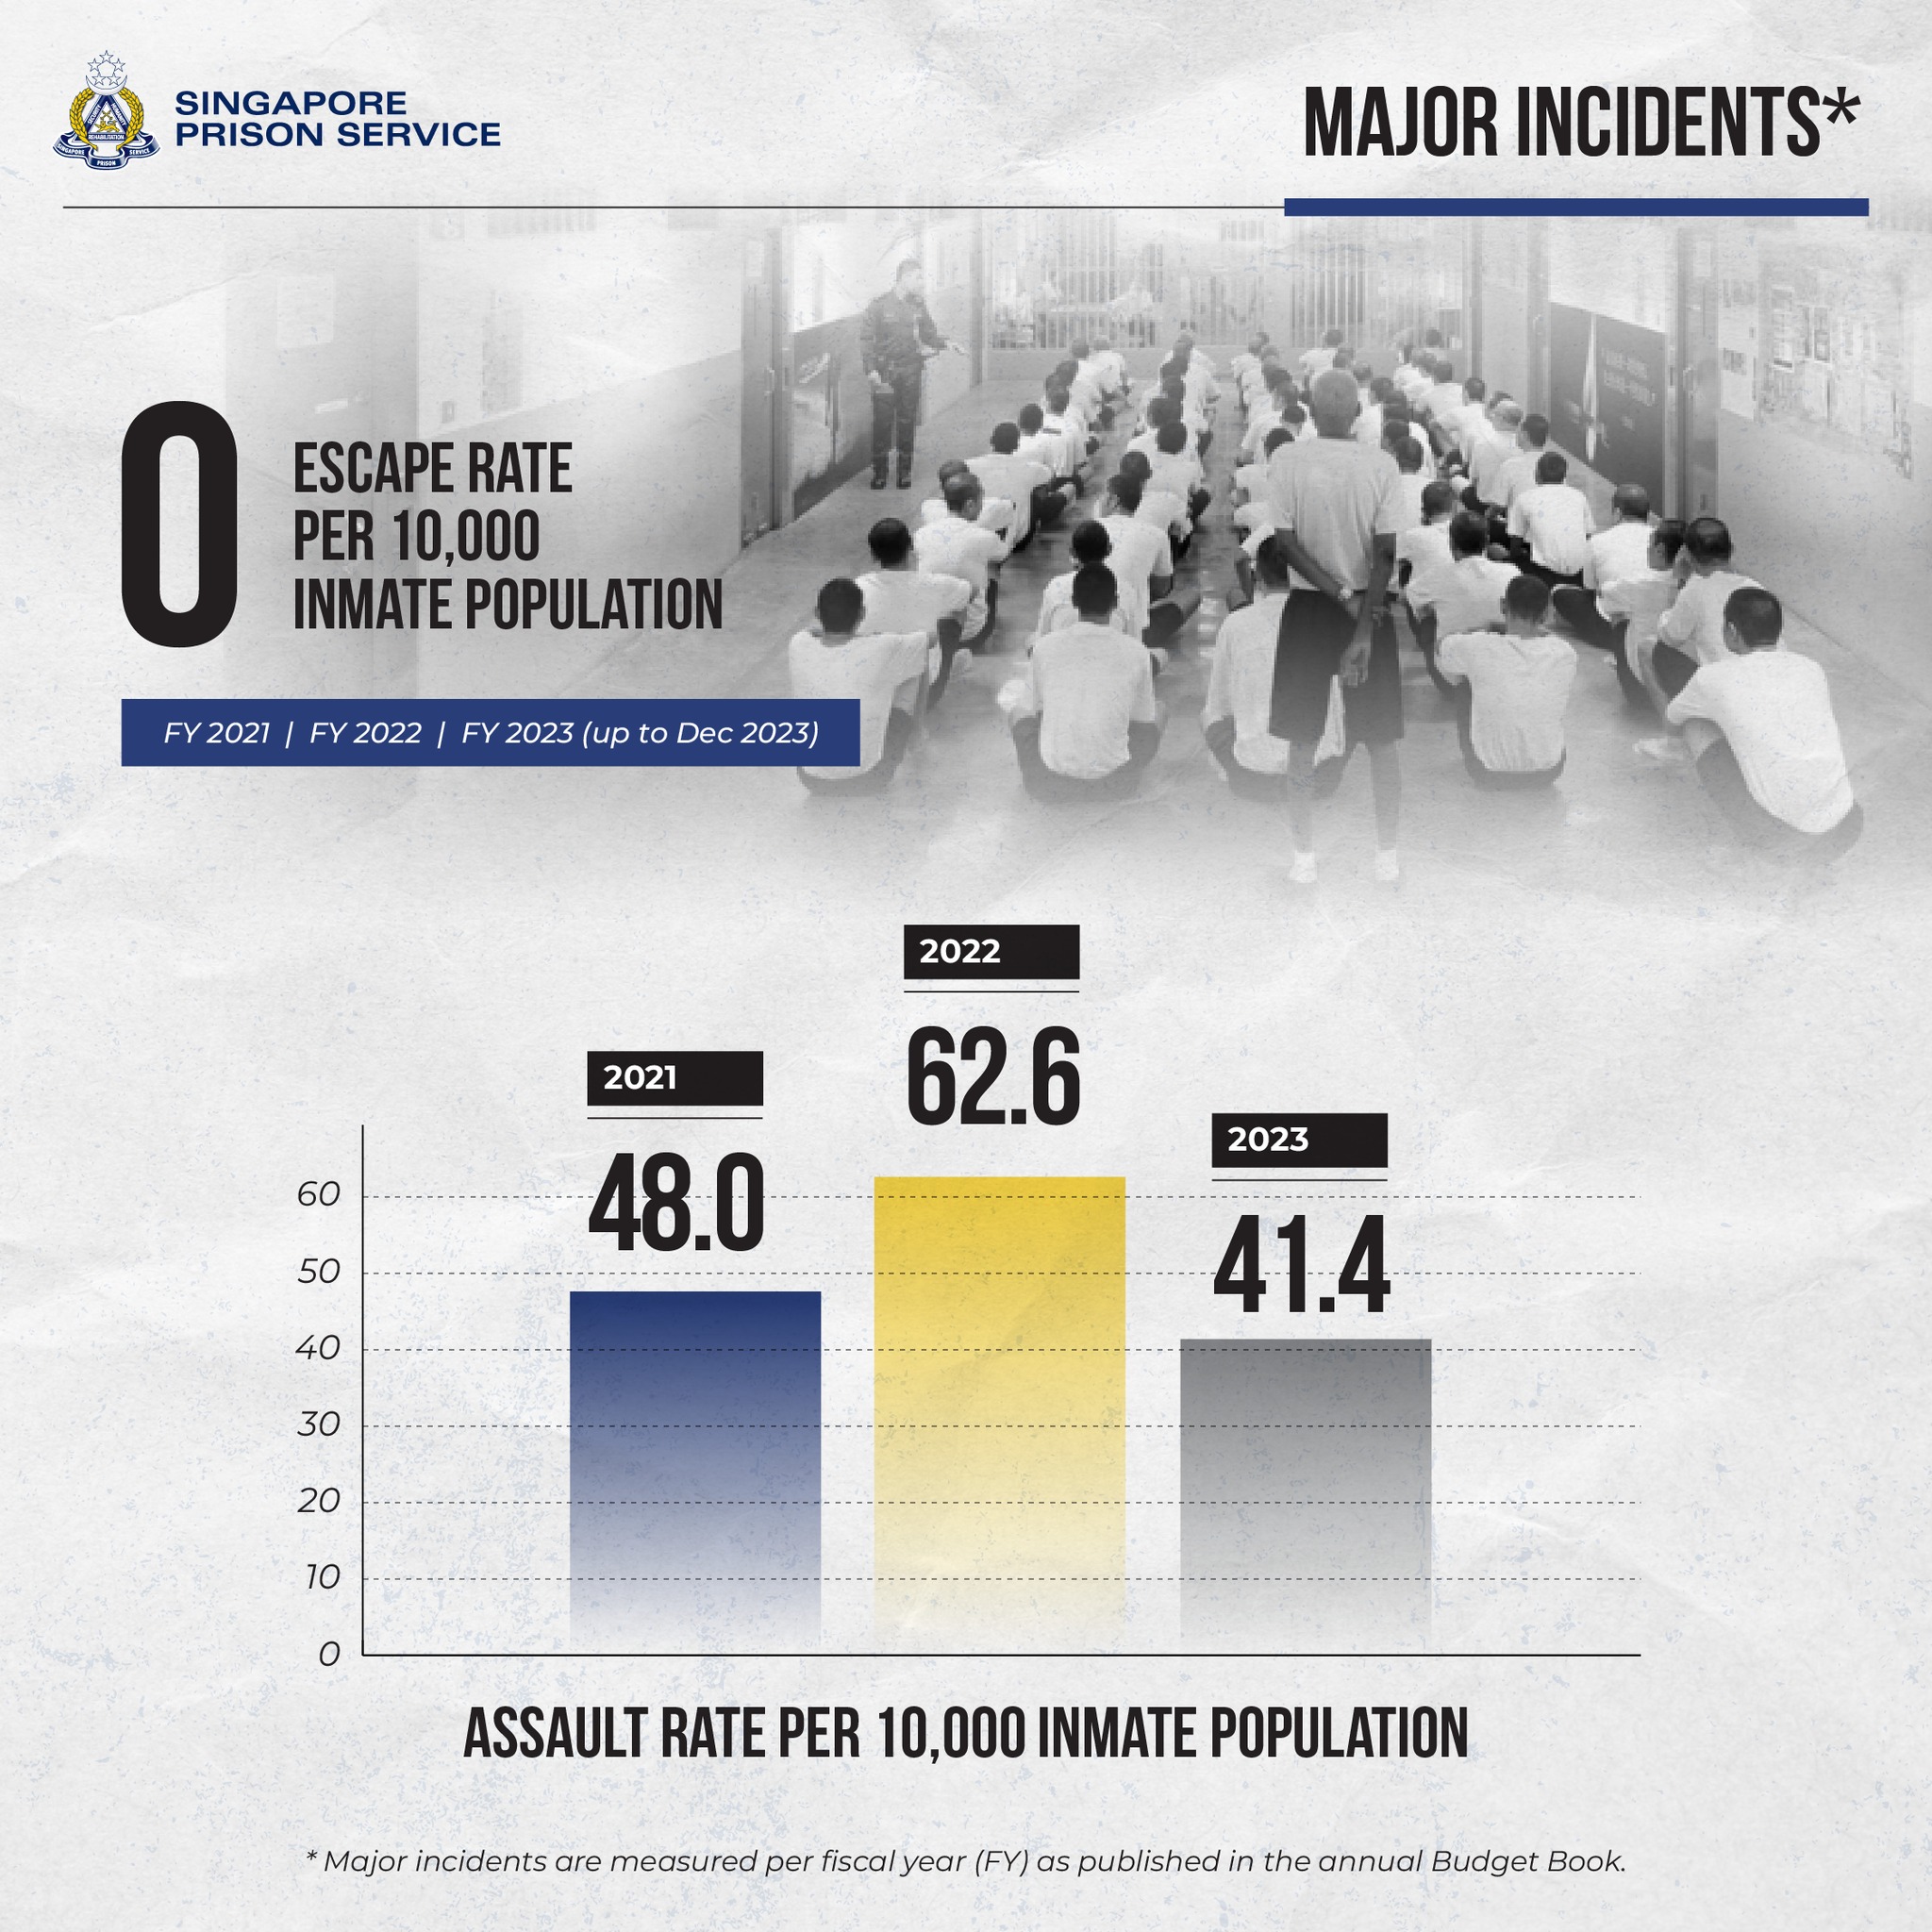 SINGAPORE
PRISON SERVICE
MAJOR INCIDENTS*
0
ESCAPE RATE
PER 10,000
INMATE POPULATION
FY 2021 | FY 2022 | FY 2023 (up to Dec 2023)
2022
62.6
2021
48.0
2023
41.4
60
50
40
30
20
10
0
ASSAULT RATE PER 10,000 INMATE POPULATION
* Major incidents are measured per fiscal year (FY) as published in the annual Budget Book.